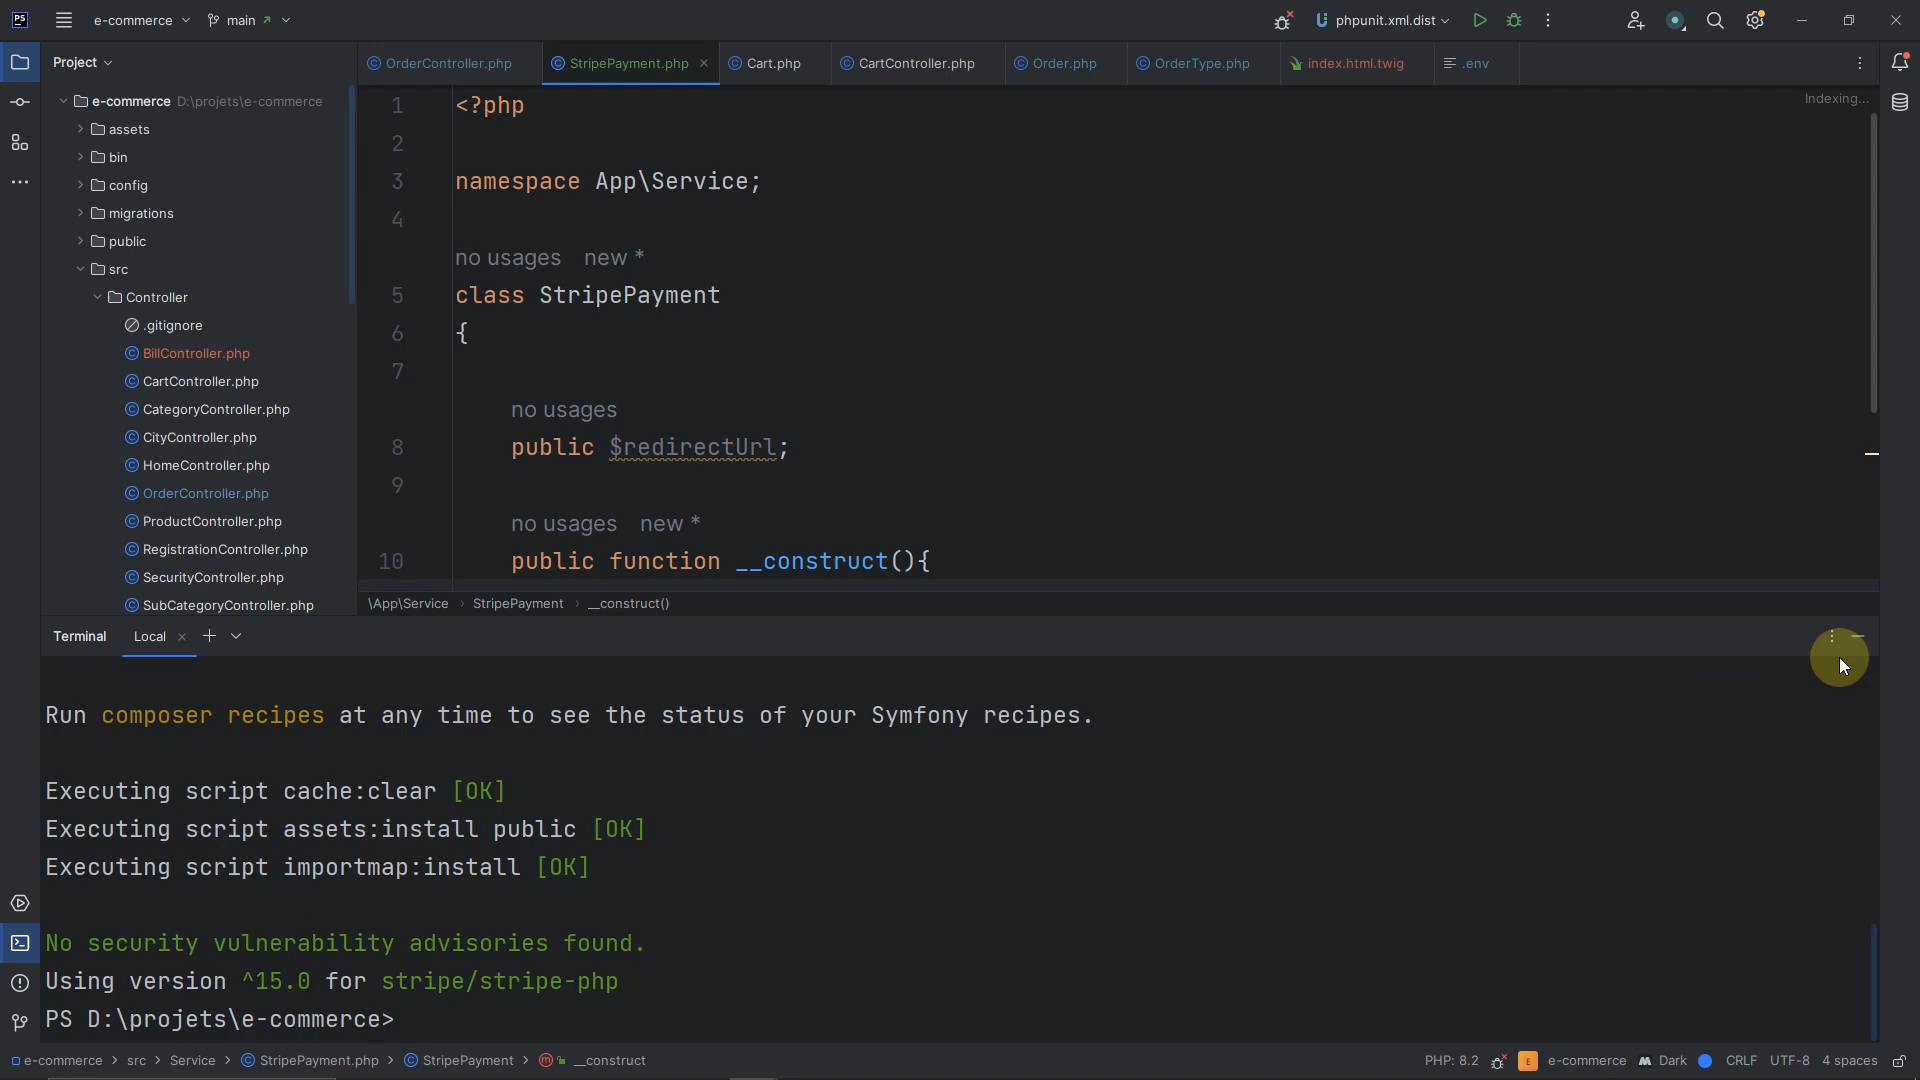 PS
e-commerce
main
phpunit.xml.dist
Project
OrderController.php
StripePayment.php
Cart.php
CartController.php
Order.php
OrderType.php
index.html.twig
.env
e-commerce D:\projets\e-commerce
assets
bin
config
migrations
public
src
Controller
.gitignore
BillController.php
CartController.php
CategoryController.php
CityController.php
HomeController.php
OrderController.php
ProductController.php
RegistrationController.php
SecurityController.php
SubCategoryController.php
Indexing...
1 <?php
2
3 namespace App\Service;
4
no usages new *
5 class StripePayment
6 {
7
no usages
8 public $redirectUrl;
9
no usages new *
10 public function __construct(){
\App\Service › StripePayment › __construct()
Terminal
Local
Run composer recipes at any time to see the status of your Symfony recipes.
Executing script cache:clear [OK]
Executing script assets:install public [OK]
Executing script importmap:install [OK]
No security vulnerability advisories found.
Using version ^15.0 for stripe/stripe-php
PS D:\projets\e-commerce>
e-commerce › src › Service › StripePayment.php › StripePayment › __construct
PHP: 8.2
E
e-commerce
Dark
CRLF
UTF-8
4 spaces